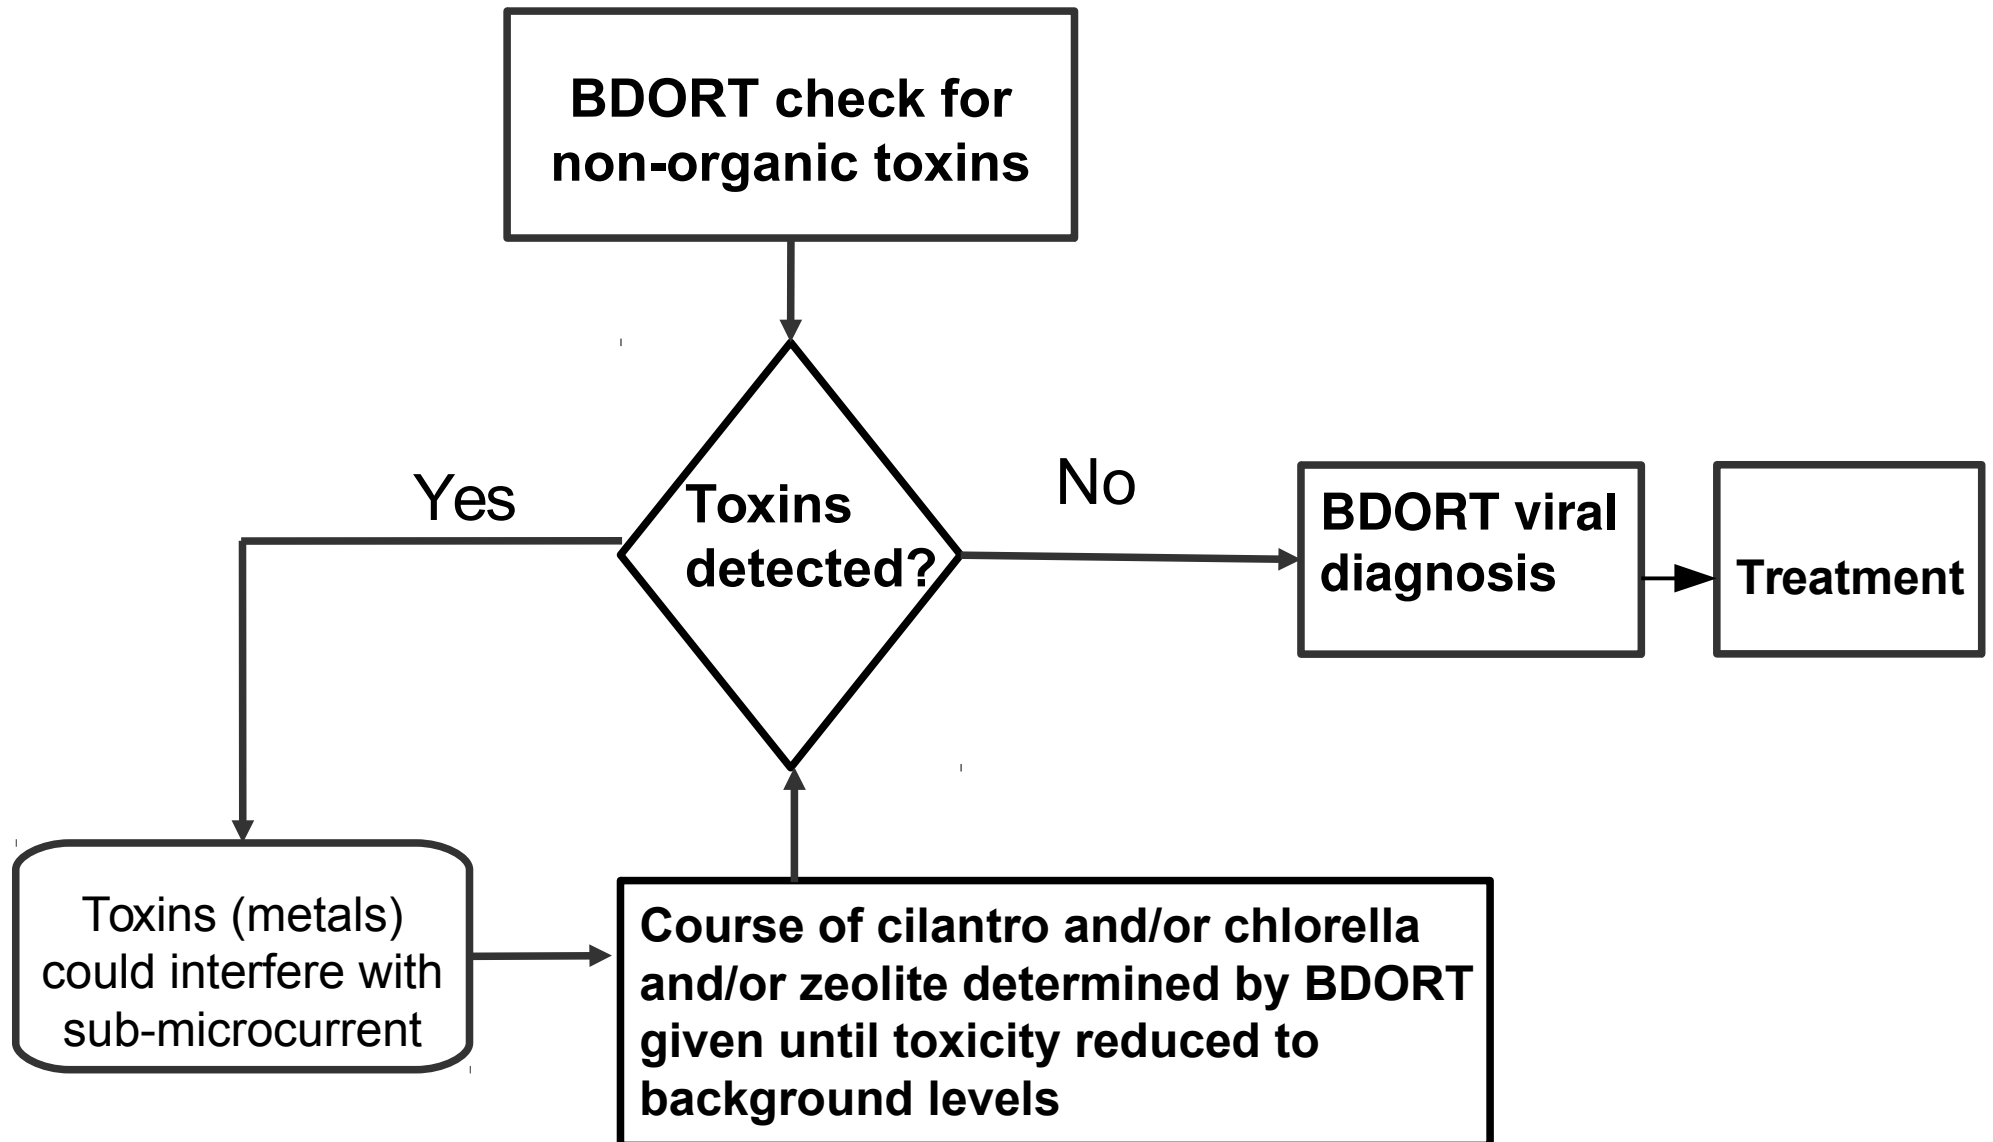 BDORT check for
non-organic toxins
Yes
Toxins
detected?
No
BDORT viral
diagnosis
Treatment
Toxins (metals)
could interfere with
sub-microcurrent
Course of cilantro and/or chlorella
and/or zeolite determined by BDORT
given until toxicity reduced to
background levels